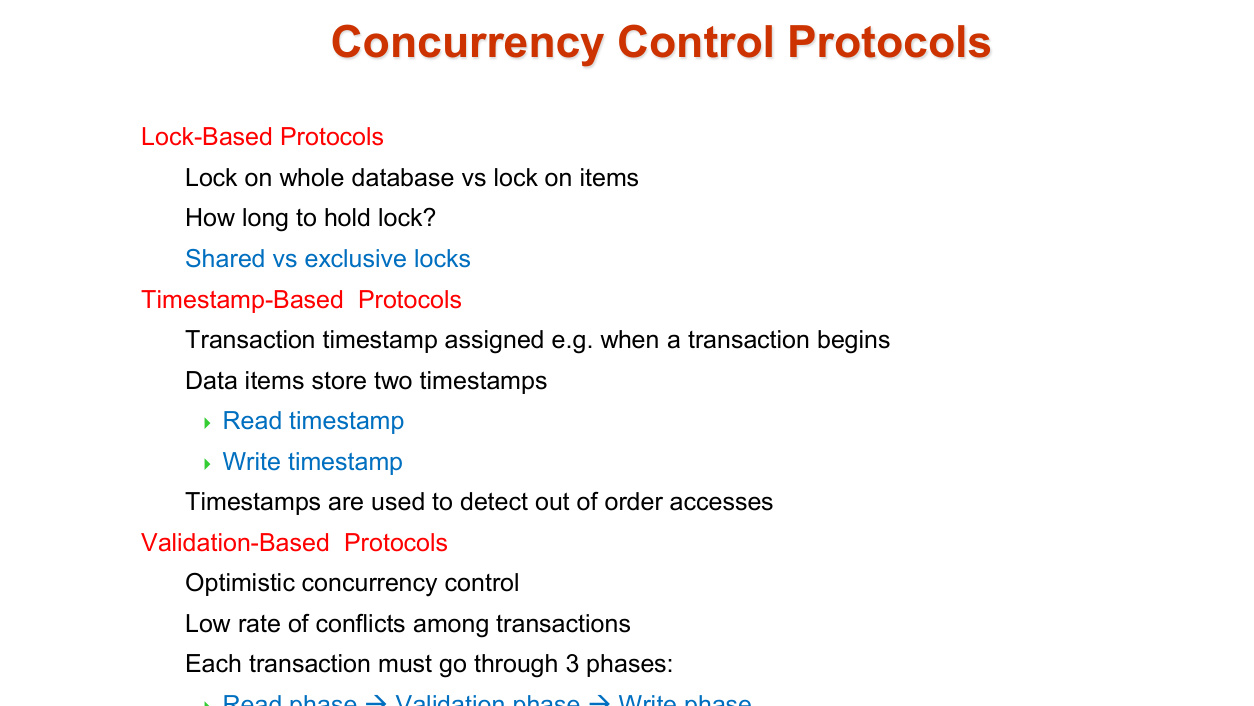 Concurrency Control Protocols
Lock-Based Protocols
Lock on whole database vs lock on items
How long to hold lock?
Shared vs exclusive locks
Timestamp-Based  Protocols
Transaction timestamp assigned e.g. when a transaction begins
Data items store two timestamps
Read timestamp
Write timestamp
Timestamps are used to detect out of order accesses
Validation-Based  Protocols
Optimistic concurrency control
Low rate of conflicts among transactions
Each transaction must go through 3 phases:
Read phase → Validation phase → Write phase